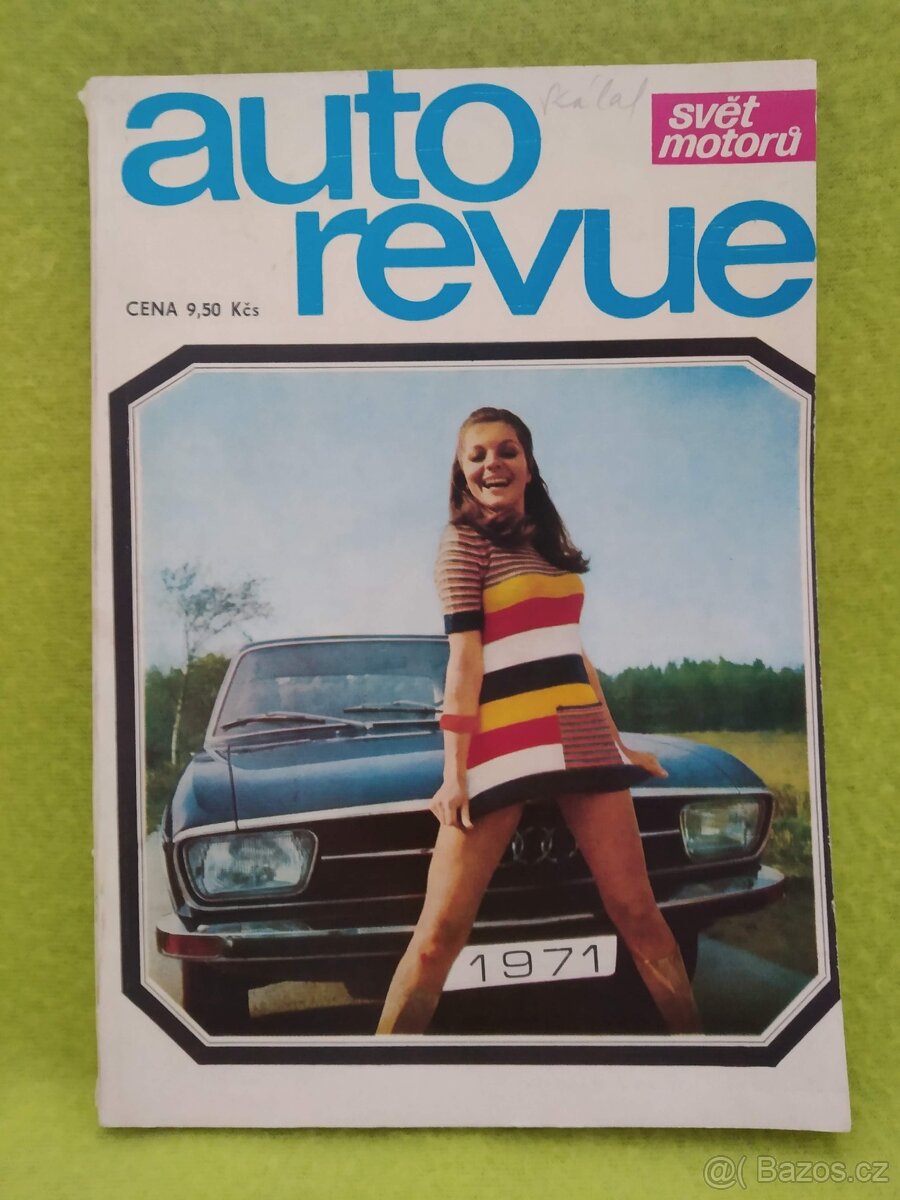 auto
svět
motorů
revue
CENA 9,50 Kčs
1971
@( Bazos.cz